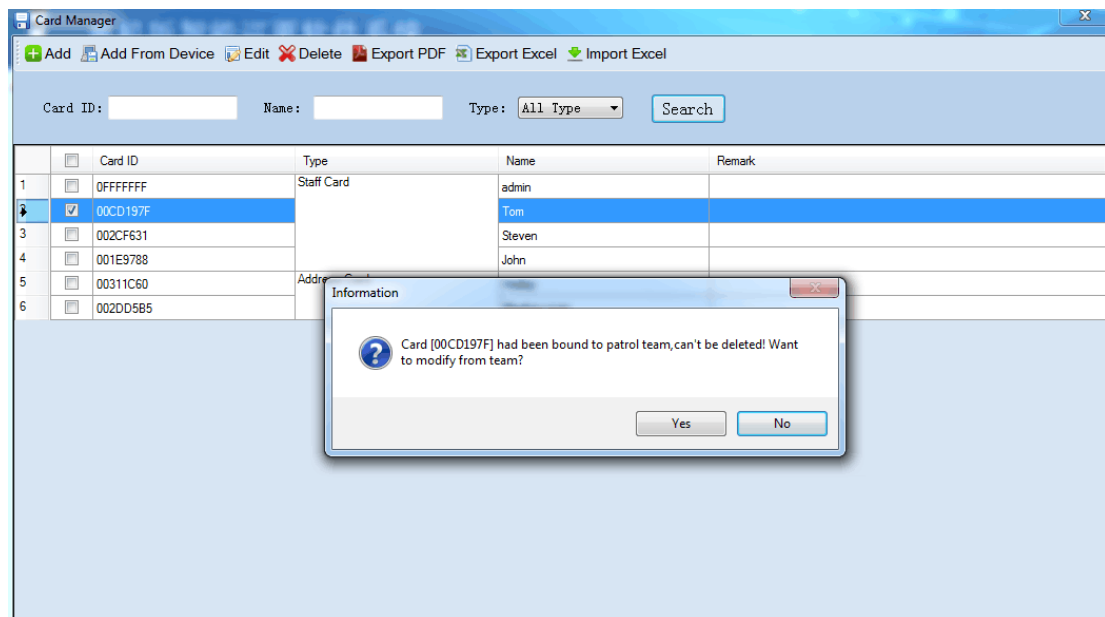 Card Manager
Add Add From Device Edit Delete Export PDF Export Excel Import Excel
Card ID: Name: Type: All Type Search
Card ID Type Name Remark
1 0FFFFFFF Staff Card admin
00CD197F Tom
3 002CF631 Steven
4 001E9788 John
5 00311C60
6 002DD5B5
Information
Card [00CD197F] had been bound to patrol team,can't be deleted! Want
to modify from team?
Yes No